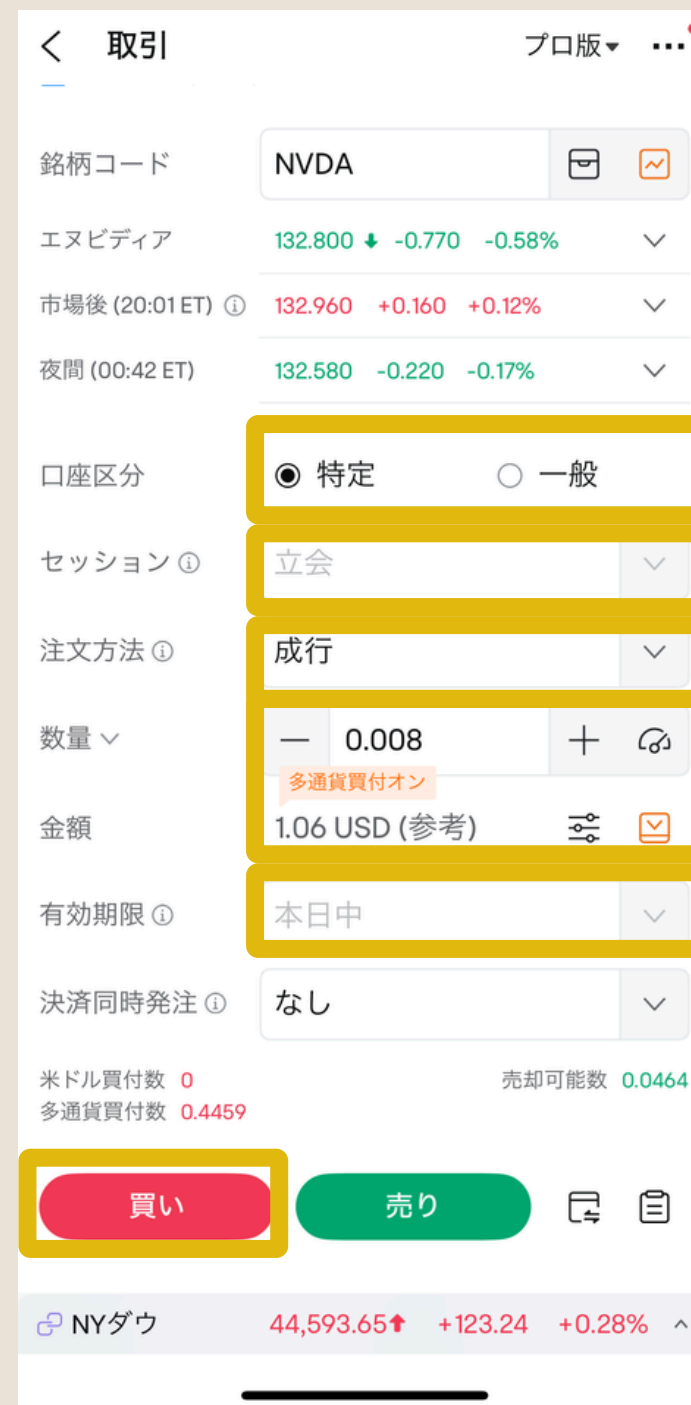 取引 プロ版
銘柄コード NVDA
エヌビディア 132.800 -0.770 -0.58%
市場後 (20:01 ET) 132.960 +0.160 +0.12%
夜間 (00:42 ET) 132.580 -0.220 -0.17%
口座区分 特定 一般
セッション 立会
注文方法 成行
数量 0.008
多通貨買付オン
金額 1.06 USD (参考)
有効期限 本日中
決済同時発注 なし
米ドル買付数 0 売却可能数 0.0464
多通貨買付数 0.4459
買い 売り
NYダウ 44,593.65 +123.24 +0.28%